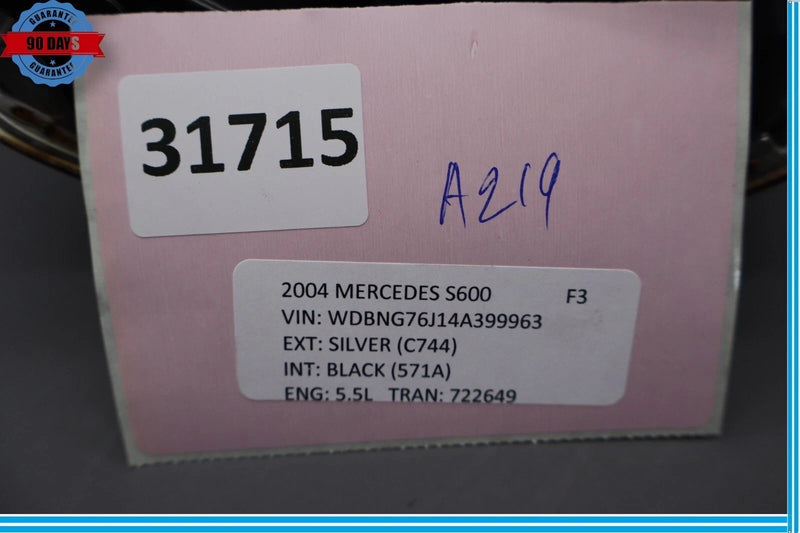 GUARANTEE
90 DAYS
GUARANTEE
31715
A219
2004 MERCEDES S600 F3
VIN: WDBNG76J14A399963
EXT: SILVER (C744)
INT: BLACK (571A)
ENG: 5.5L TRAN: 722649